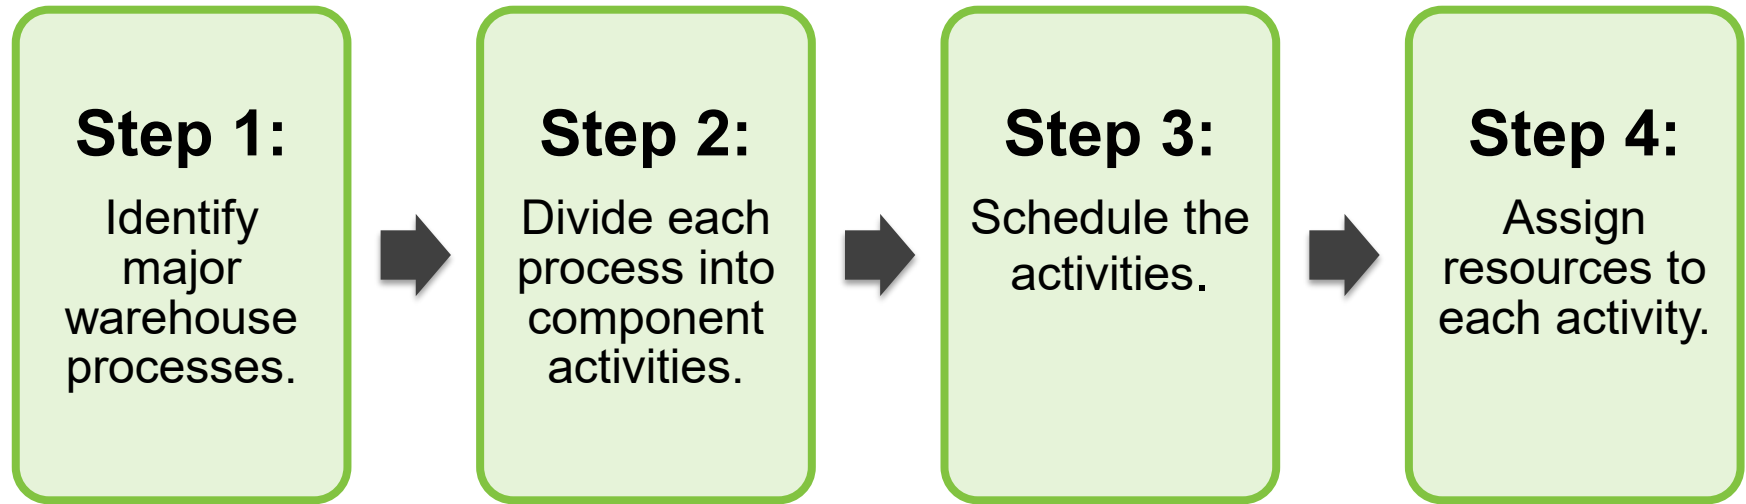 Step 1:
Identify
major
warehouse
processes.
Step 2:
Divide each
process into
component
activities.
Step 3:
Schedule the
activities.
Step 4:
Assign
resources to
each activity.